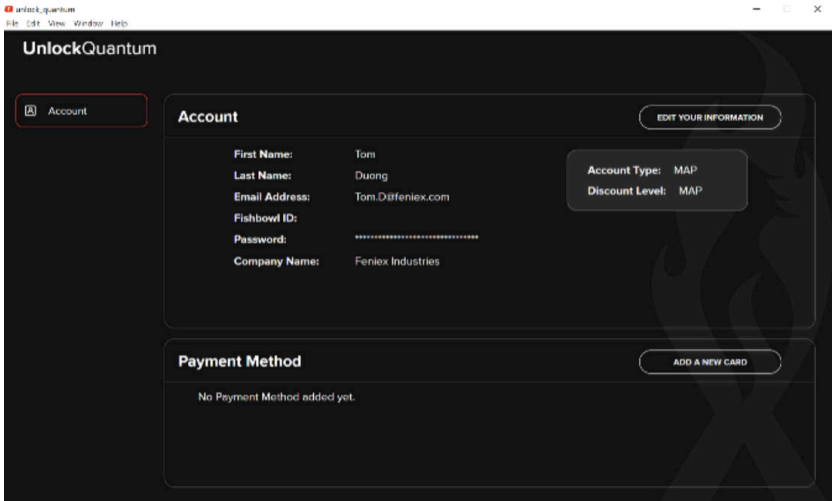 unlock_quantum
File Edit View Window Help
UnlockQuantum
Account
Account
EDIT YOUR INFORMATION
First Name: Tom
Last Name: Duong
Email Address: Tom.D@feniex.com
Fishbowl ID:
Password: ********************************
Company Name: Feniex Industries
Account Type: MAP
Discount Level: MAP
Payment Method
ADD A NEW CARD
No Payment Method added yet.